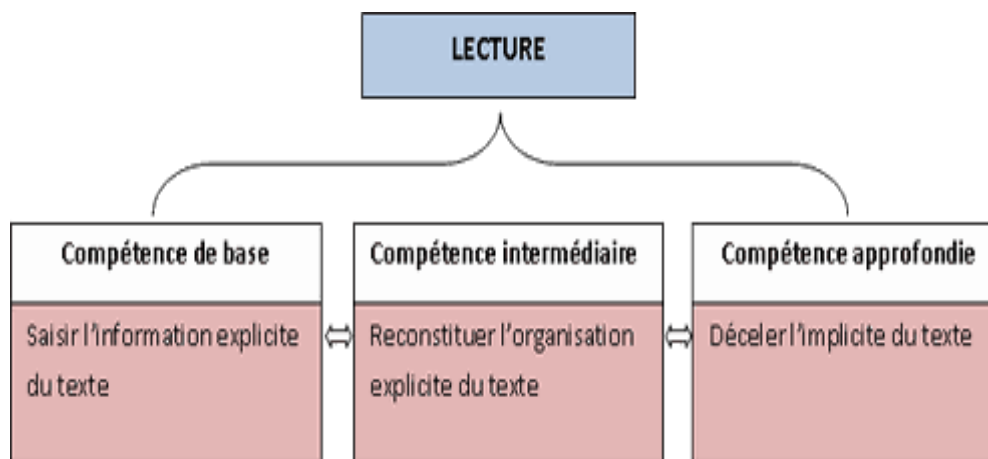 LECTURE
Compétence de base
Compétence intermédiaire
Compétence approfondie
Saisir l'information explicite
du texte
Reconstituer l'organisation
explicite du texte
Déceler l'implicite du texte